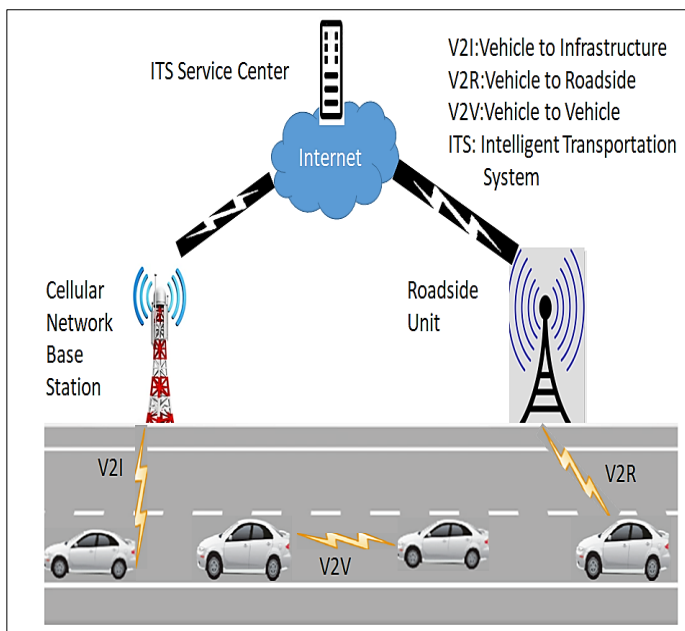 ITS Service Center
V2I:Vehicle to Infrastructure
V2R:Vehicle to Roadside
V2V:Vehicle to Vehicle
ITS: Intelligent Transportation
System
Internet
Cellular
Network
Base
Station
Roadside
Unit
V2I
V2V
V2R